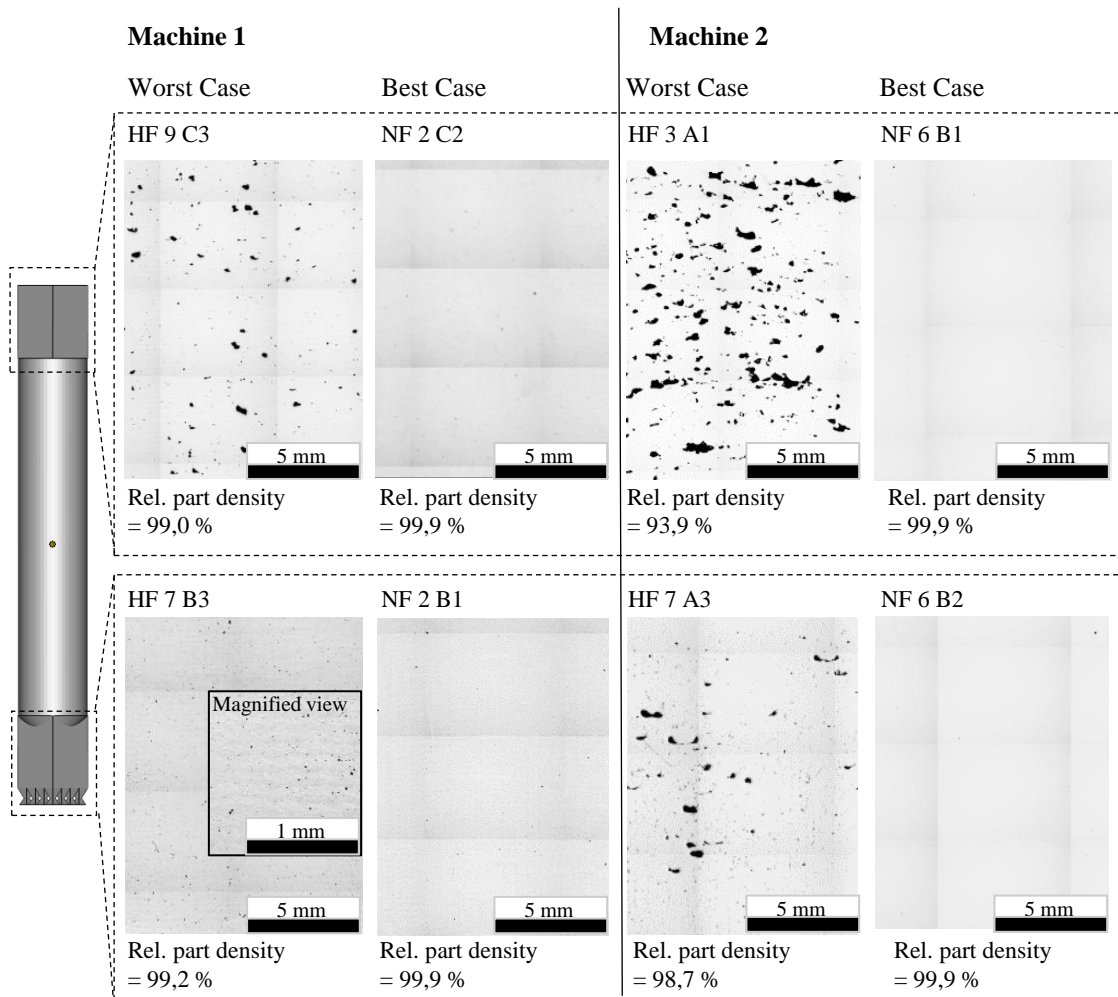 Machine 1
Machine 2
Worst Case
Best Case
Worst Case
Best Case
HF 9 C3
NF 2 C2
HF 3 A1
NF 6 B1
5 mm
5 mm
5 mm
5 mm
Rel. part density
= 99,0 %
Rel. part density
= 99,9 %
Rel. part density
= 93,9 %
Rel. part density
= 99,9 %
HF 7 B3
NF 2 B1
HF 7 A3
NF 6 B2
Magnified view
1 mm
5 mm
5 mm
5 mm
5 mm
Rel. part density
= 99,2 %
Rel. part density
= 99,9 %
Rel. part density
= 98,7 %
Rel. part density
= 99,9 %